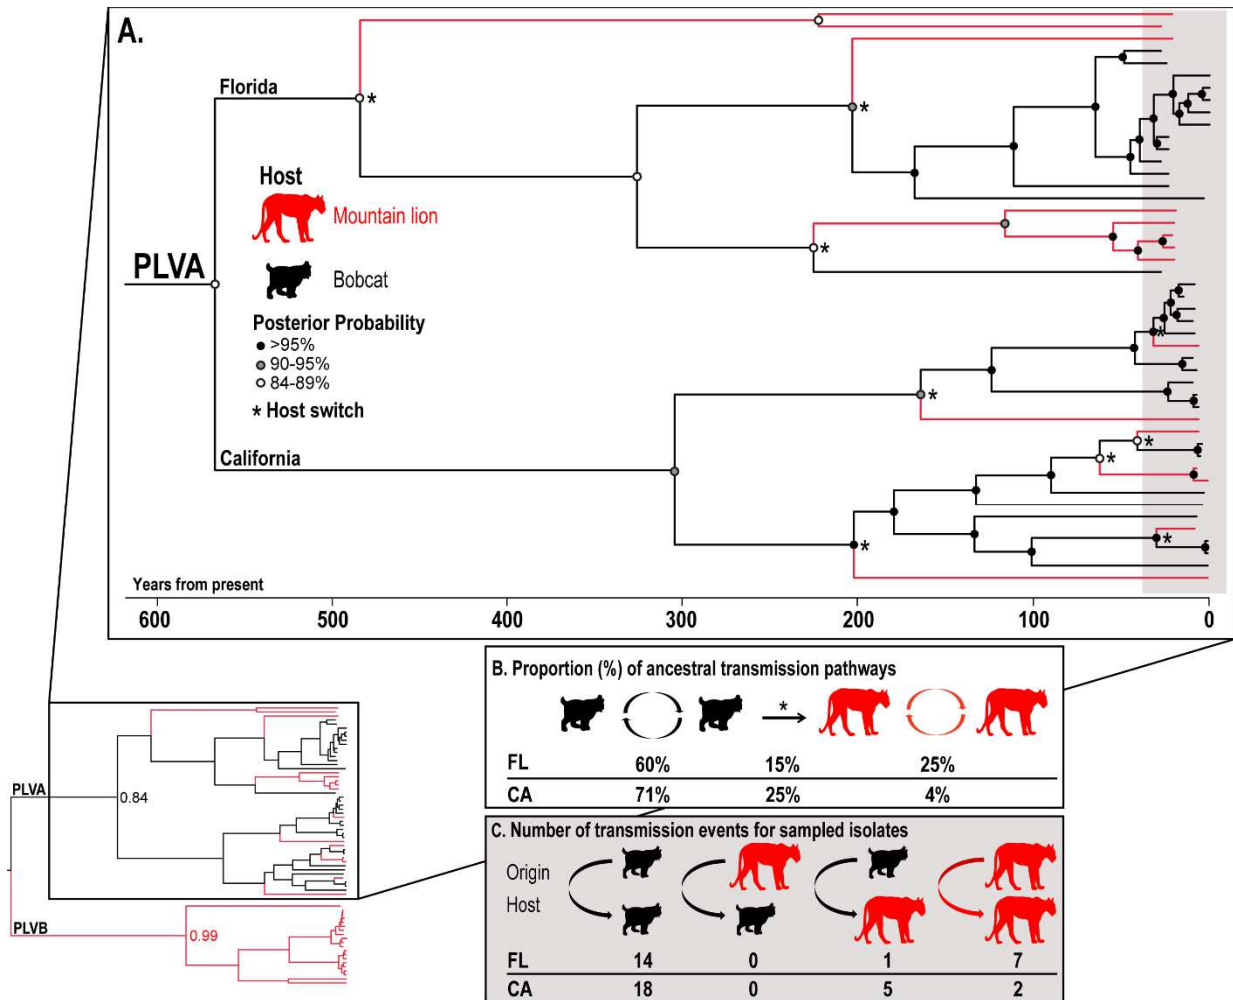 A.
Florida
Host
Mountain lion
PLVA
Bobcat
Posterior Probability
>95%
90-95%
84-89%
* Host switch
California
* * * * * * * *
Years from present
600 500 400 300 200 100 0
B. Proportion (%) of ancestral transmission pathways
*
FL 60% 15% 25%
CA 71% 25% 4%
PLVA
0.84
PLVB
0.99
C. Number of transmission events for sampled isolates
Origin
Host
FL 14 0 1 7
CA 18 0 5 2